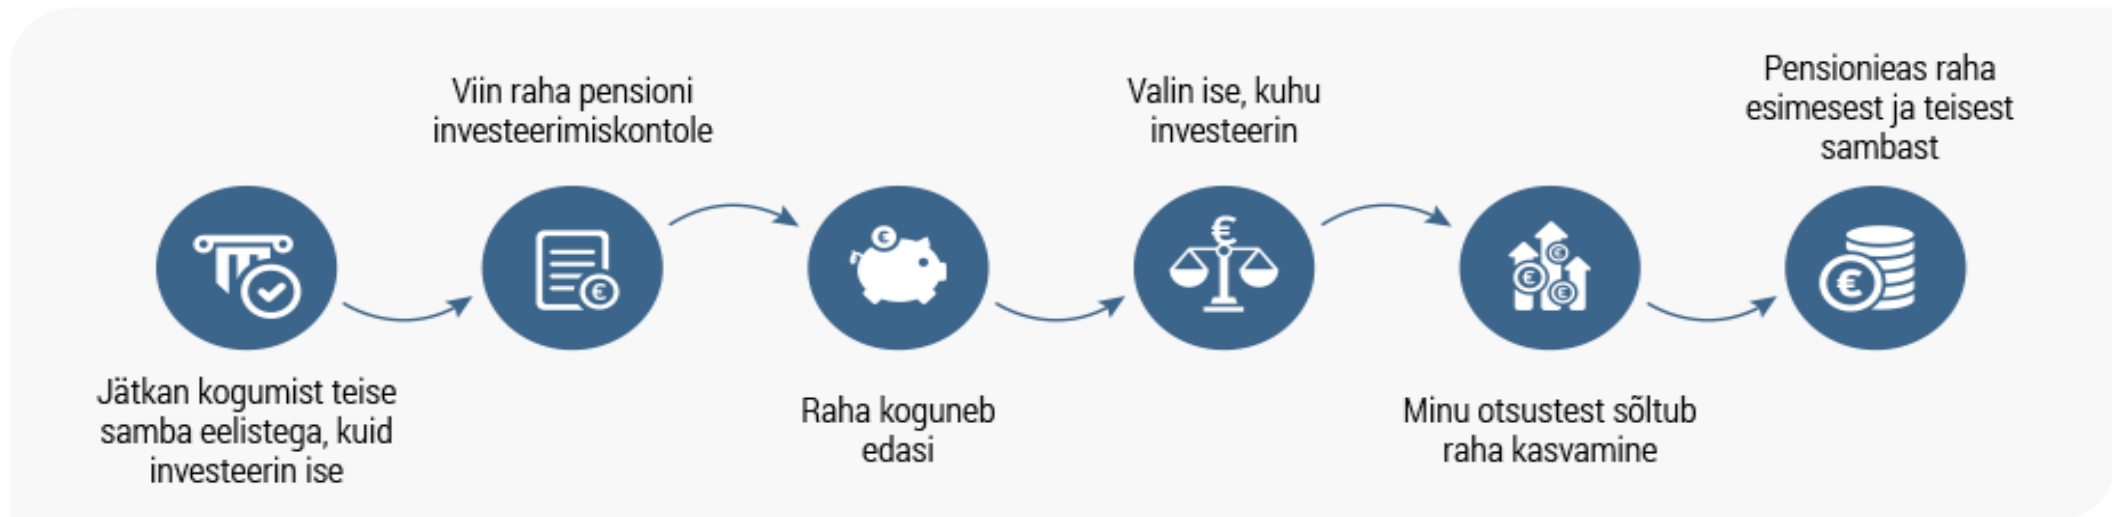 Jätkan kogumist teise
samba eelistega, kuid
investeerin ise
Viin raha pensioni
investeerimiskontole
Raha koguneb
edasi
Valin ise, kuhu
investeerin
Minu otsustest sõltub
raha kasvamine
Pensionieas raha
esimesest ja teisest
sambast